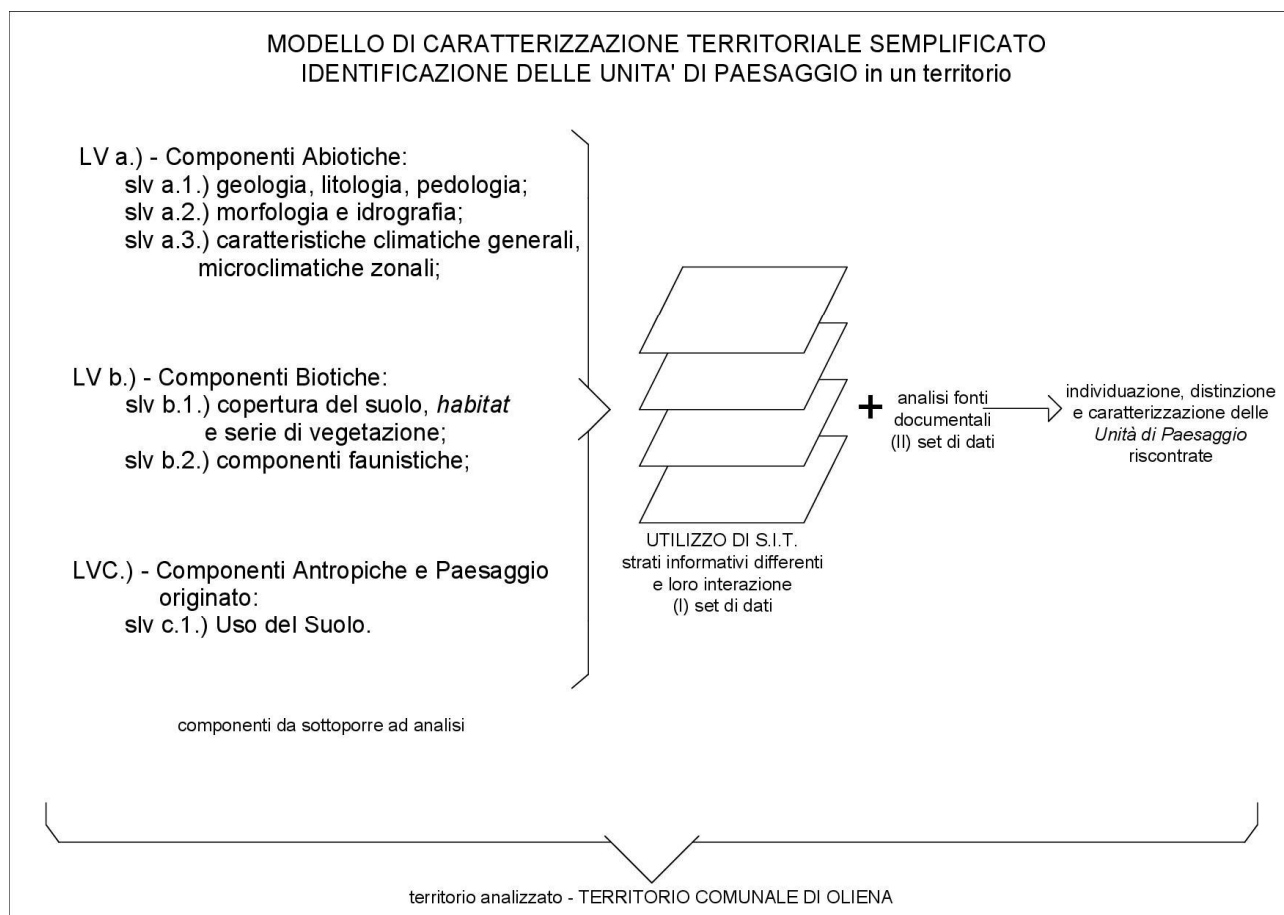 MODELLO DI CARATTERIZZAZIONE TERRITORIALE SEMPLIFICATO
IDENTIFICAZIONE DELLE UNITA' DI PAESAGGIO in un territorio
LV a.) - Componenti Abiotiche:
slv a.1.) geologia, litologia, pedologia;
slv a.2.) morfologia e idrografia;
slv a.3.) caratteristiche climatiche generali,
microclimatiche zonali;
LV b.) - Componenti Biotiche:
slv b.1.) copertura del suolo, habitat
e serie di vegetazione;
slv b.2.) componenti faunistiche;
LVC.) - Componenti Antropiche e Paesaggio
originato:
slv c.1.) Uso del Suolo.
componenti da sottoporre ad analisi
UTILIZZO DI S.I.T.
strati informativi differenti
e loro interazione
(I) set di dati
+
analisi fonti
documentali
(II) set di dati
individuazione, distinzione
e caratterizzazione delle
Unità di Paesaggio
riscontrate
territorio analizzato - TERRITORIO COMUNALE DI OLIENA